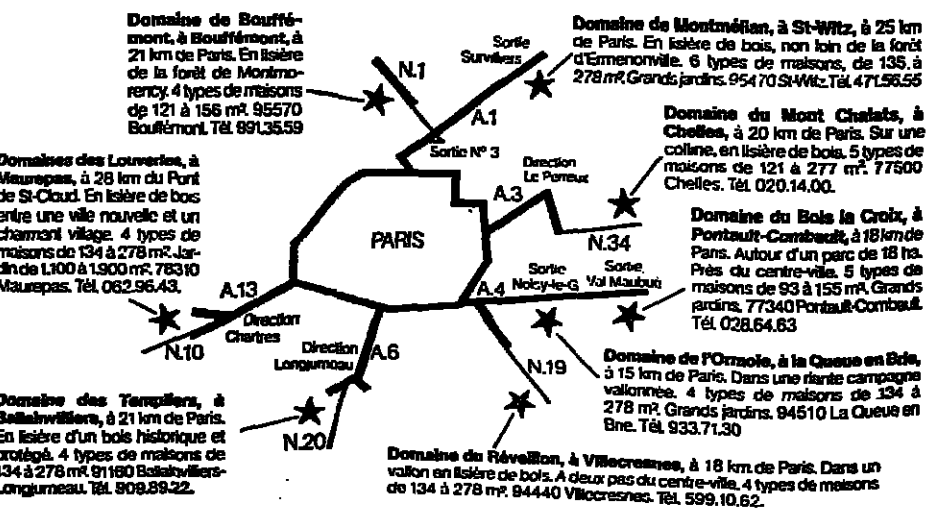 Domaine de Bouffé-
mont, à Bouffémont, à
21 km de Paris. En lisière
de la forêt de Montmo-
rency. 4 types de maisons
de 121 à 156 m². 95570
Bouffémont. Tél. 991.35.59
Domaine de Montmélian, à St-Witz, à 25 km
de Paris. En lisière de bois, non loin de la forêt
d'Ermenonville. 6 types de maisons, de 135 à
278 m². Grands jardins. 95470 St-Witz. Tél. 471.56.55
Sortie
Survilliers
N.1
A.1
Sortie N° 3
Domaine du Mont Chalats, à
Chelles, à 20 km de Paris. Sur une
colline, en lisière de bois. 5 types de
maisons de 121 à 277 m². 77500
Chelles. Tél. 020.14.00.
Direction
Le Perreux
A.3
N.34
Domaines des Louveries, à
Maurepas, à 28 km du Pont
de St-Cloud. En lisière de bois
entre une ville nouvelle et un
charmant village. 4 types de
maisons de 134 à 278 m². Jar-
din de 1.100 à 1.900 m². 78310
Maurepas. Tél. 062.96.43.
PARIS
Domaine du Bois la Croix, à
Pontault-Combault, à 18 km de
Paris. Autour d'un parc de 18 ha.
Près du centre-ville. 5 types de
maisons de 93 à 155 m². Grands
jardins. 77340 Pontault-Combault.
Tél. 028.64.63
Sortie
Noisy-le-G.
Sortie
Val Maubué
A.4
A.13
Direction
Chartres
N.10
Direction
Longjumeau
A.6
N.20
N.19
Domaine de l'Ormoie, à la Queue en Brie,
à 15 km de Paris. Dans une riante campagne
vallonnée. 4 types de maisons de 134 à
278 m². Grands jardins. 94510 La Queue en
Brie. Tél. 933.71.30
Domaine des Templiers, à
Ballainvilliers, à 21 km de Paris.
En lisière d'un bois historique et
protégé. 4 types de maisons de
134 à 278 m². 91160 Ballainvilliers-
Longjumeau. Tél. 909.89.22.
Domaine du Réveillon, à Villecresnes, à 18 km de Paris. Dans un
vallon en lisière de bois. A deux pas du centre-ville. 4 types de maisons
de 134 à 278 m². 94440 Villecresnes. Tél. 599.10.62.